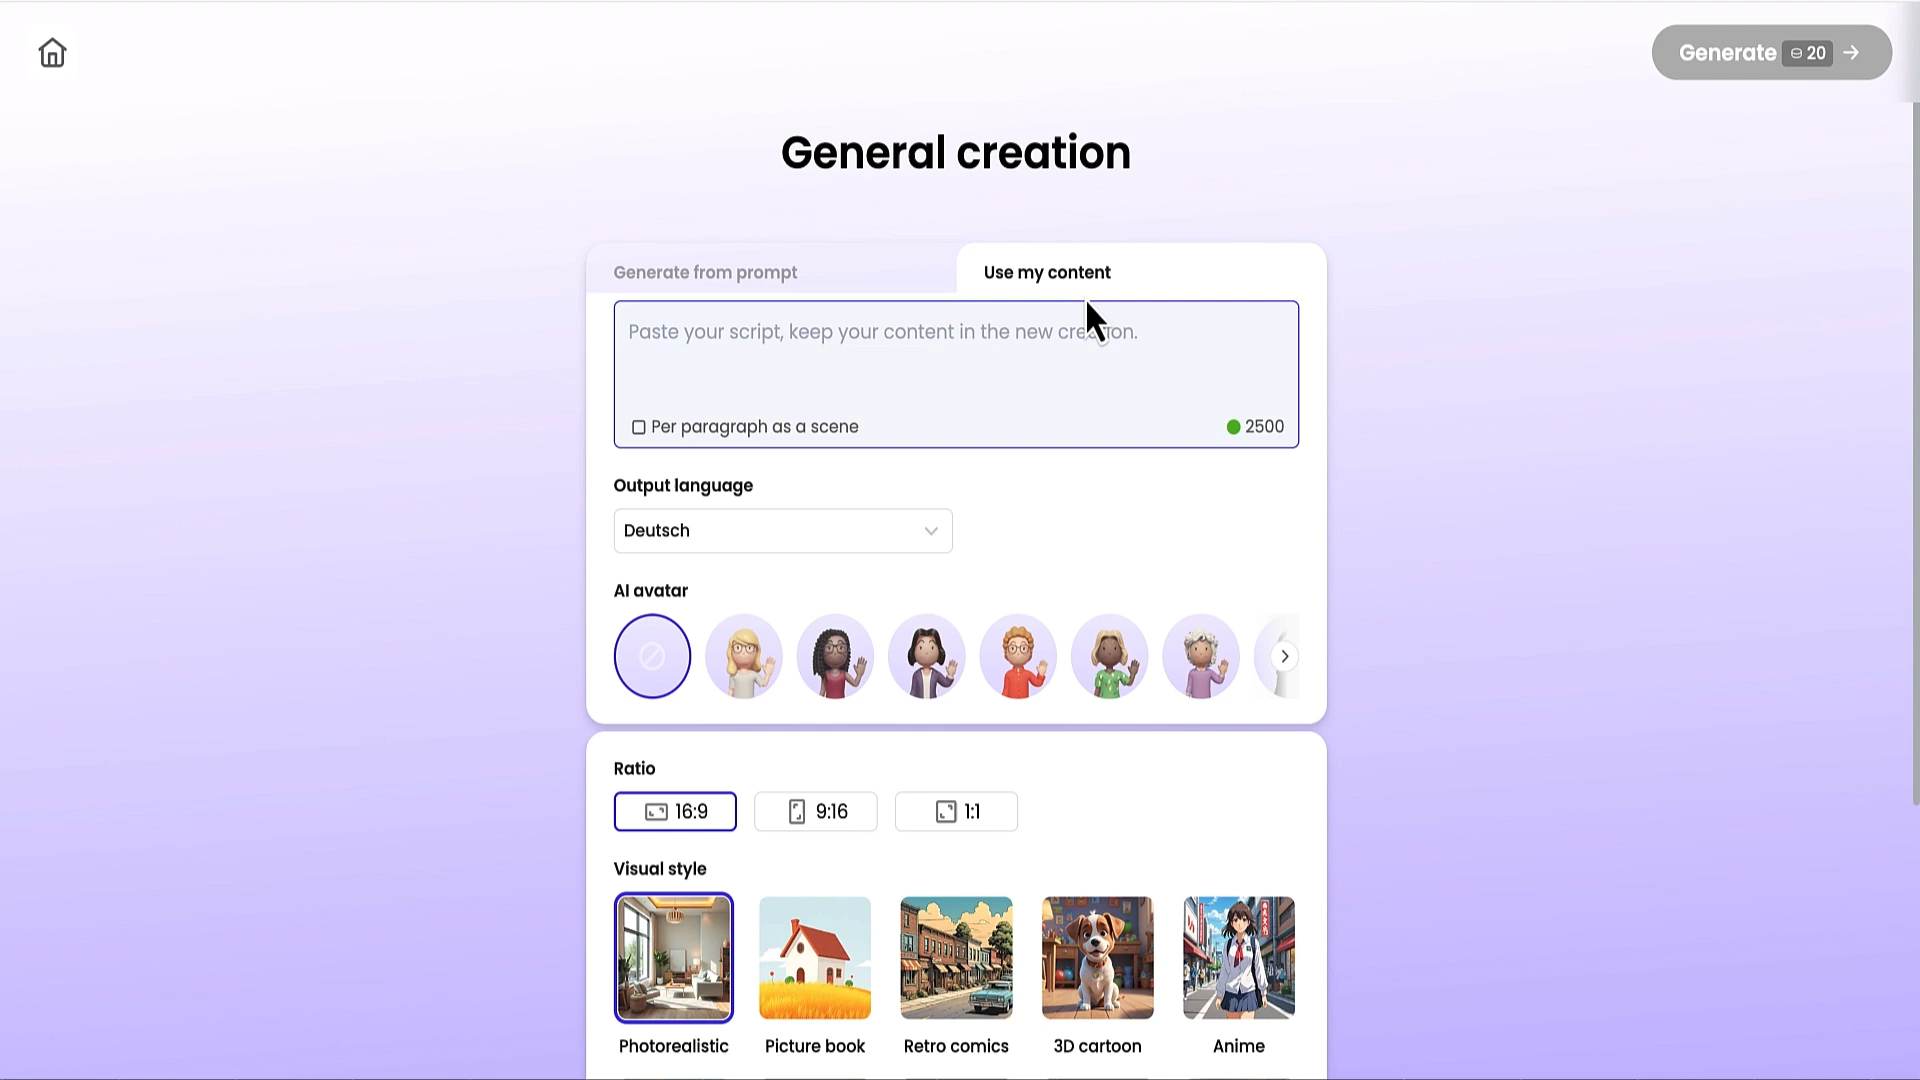 Generate 20
General creation
Generate from prompt
Use my content
Paste your script, keep your content in the new creation.
Per paragraph as a scene
2500
Output language
Deutsch
AI avatar
Ratio
16:9
9:16
1:1
Visual style
Photorealistic
Picture book
Retro comics
3D cartoon
Anime